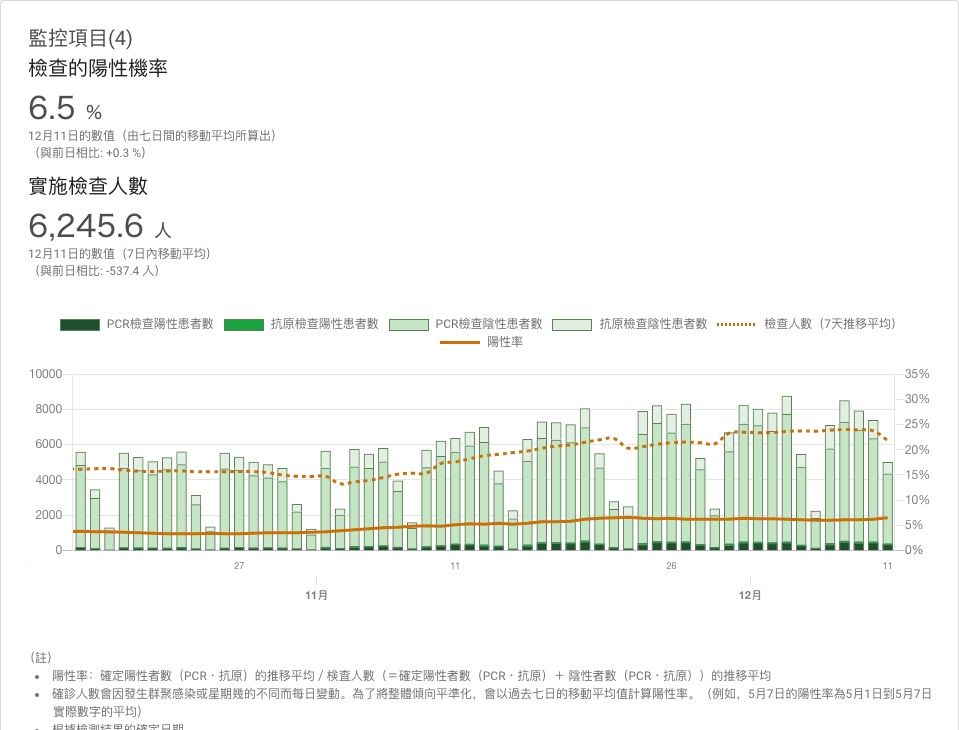 監控項目(4)
檢查的陽性機率
6.5 %
12月11日的數值（由七日間的移動平均所算出）
（與前日相比: +0.3 %）
實施檢查人數
6,245.6 人
12月11日的數值（7日內移動平均）
（與前日相比: -537.4 人）
PCR檢查陽性患者數 抗原檢查陽性患者數 PCR檢查陰性患者數 抗原檢查陰性患者數 檢查人數（7天推移平均）
陽性率
10000 35%
30%
8000
25%
6000
20%
4000 15%
10%
2000
5%
0 0%
27 11 26 11
11月 12月
（註）
• 陽性率：確定陽性者數（PCR・抗原）的推移平均 / 檢査人數（＝確定陽性者數（PCR・抗原）＋ 陰性者數（PCR・抗原））的推移平均
• 確診人數會因發生群聚感染或星期幾的不同而每日變動。為了將整體傾向平準化，會以過去七日的移動平均值計算陽性率。（例如，5月7日的陽性率為5月1日到5月7日
實際數字的平均）
• 根據檢測結果的確定日期